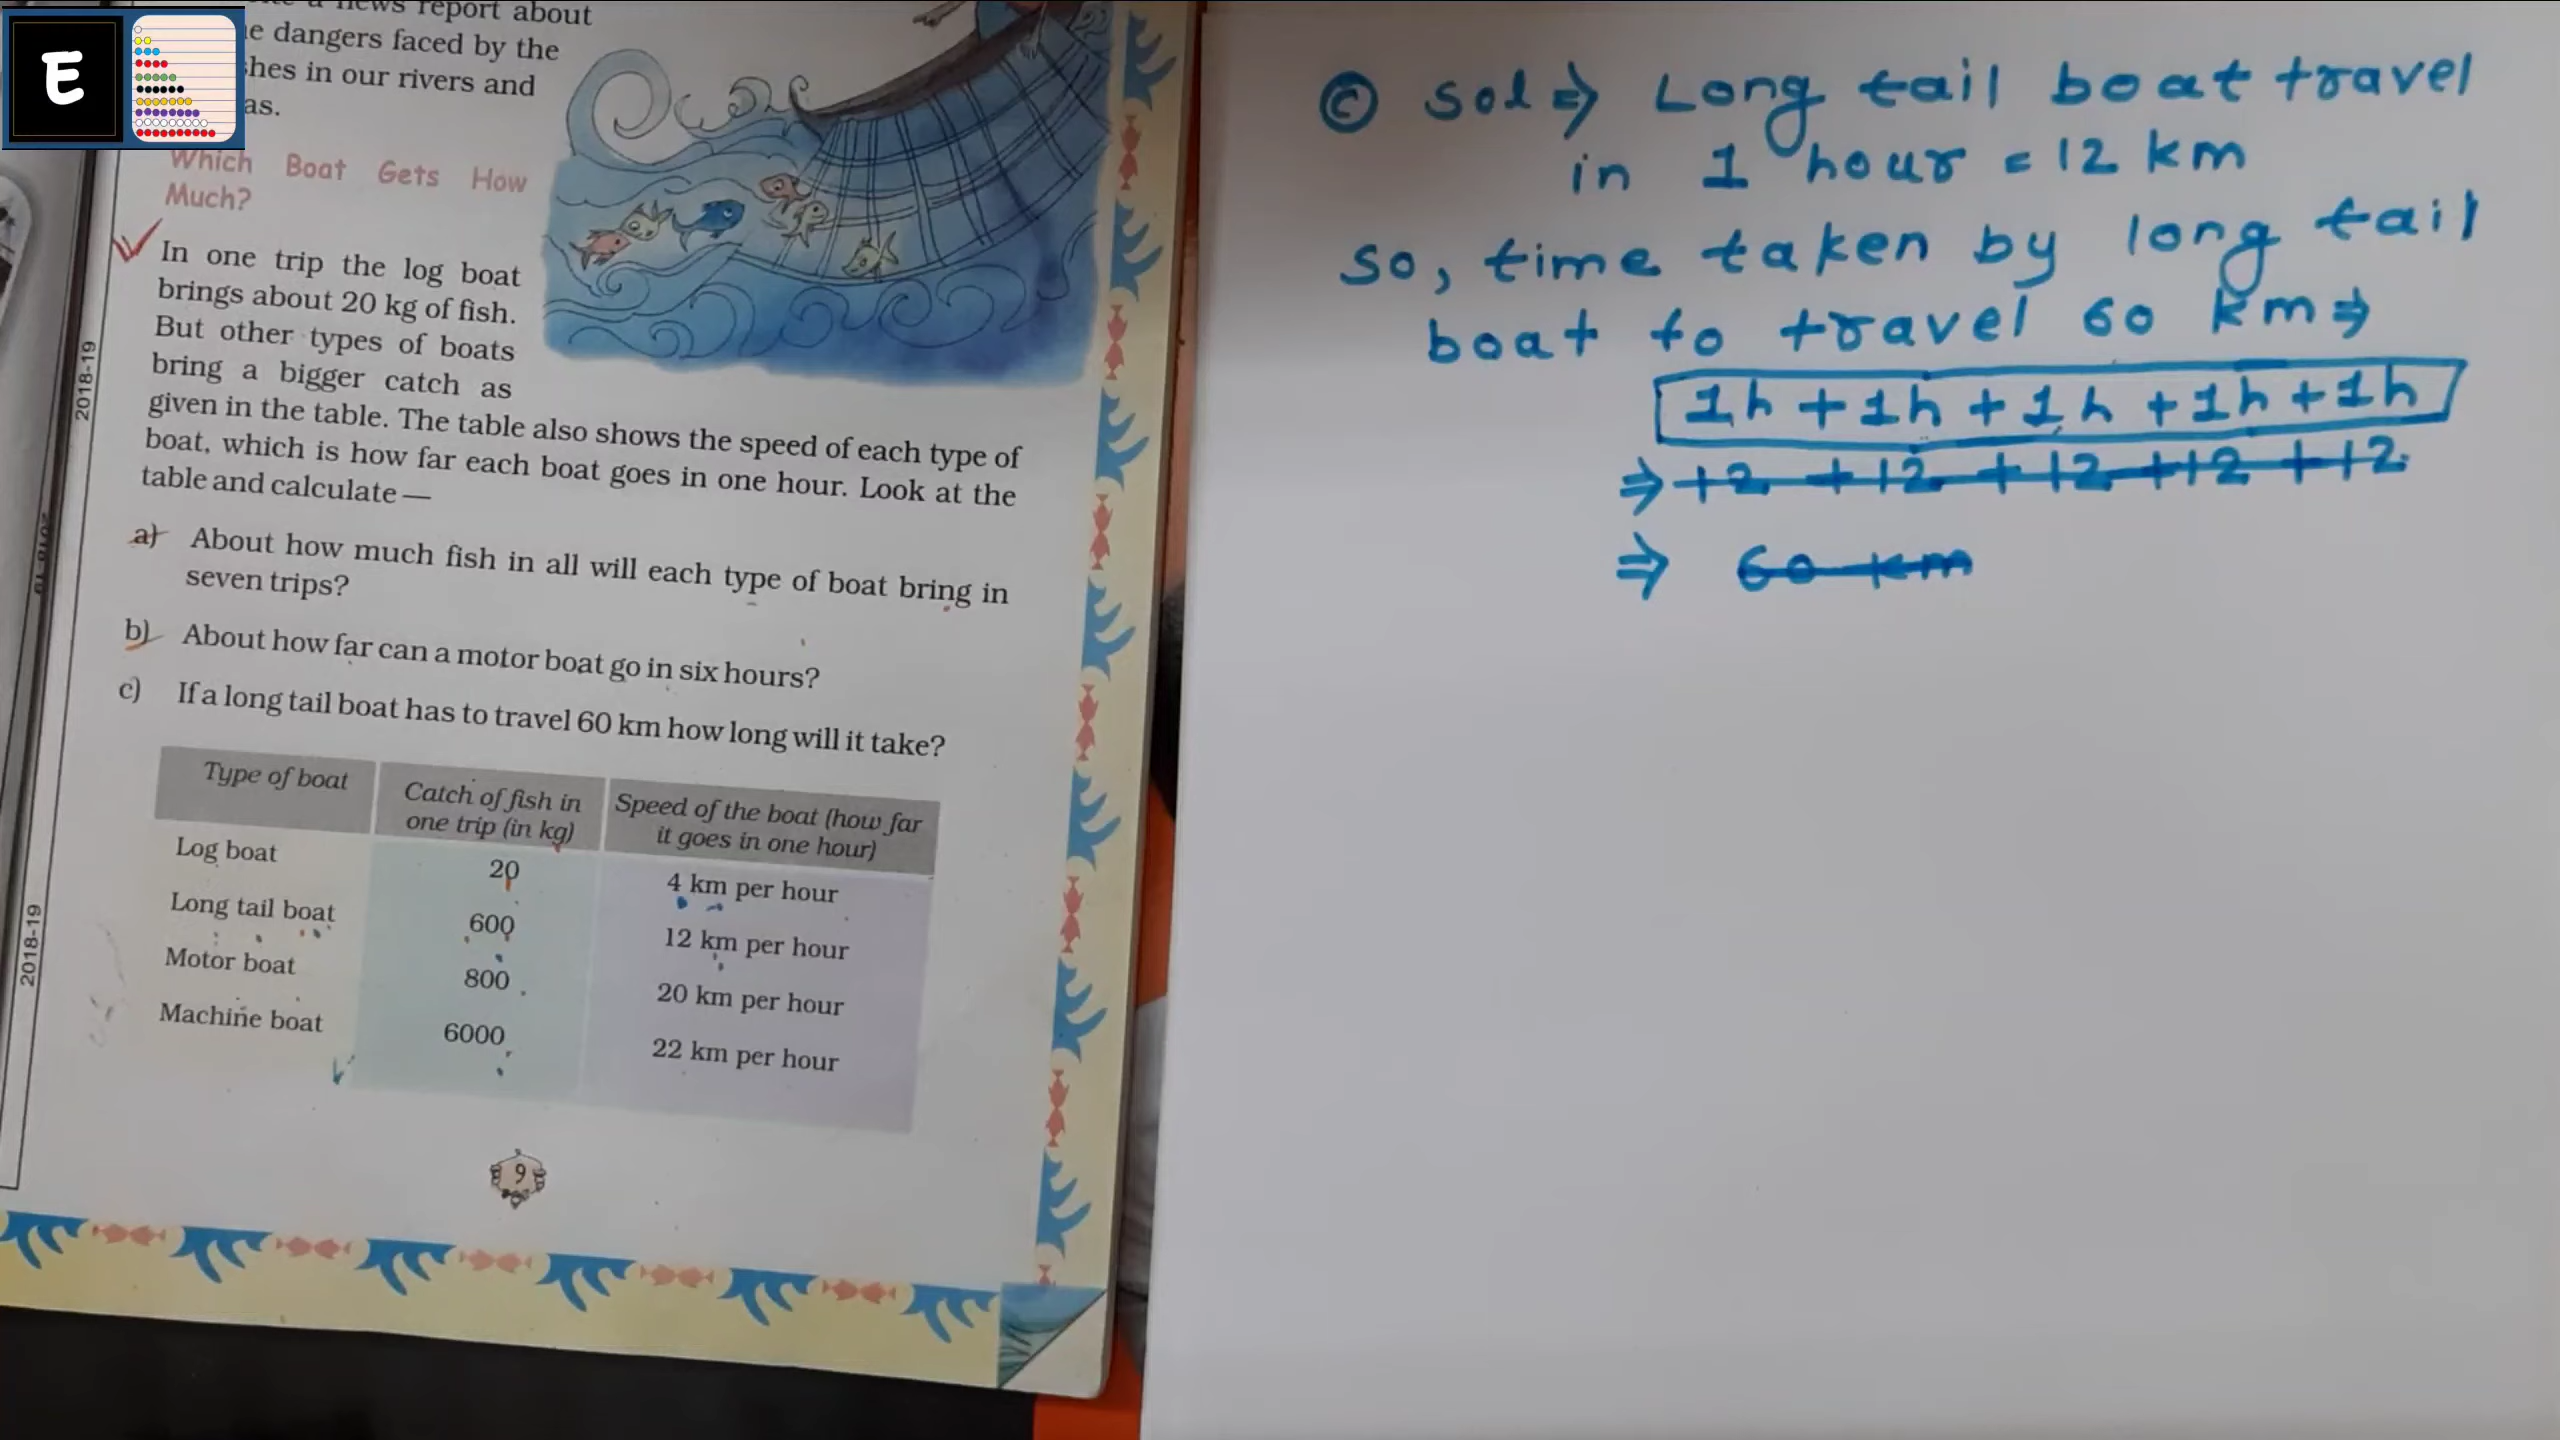 E
news report about
dangers faced by the
hes in our rivers and
as.
Which Boat Gets How
Much?
In one trip the log boat
brings about 20 kg of fish.
But other types of boats
bring a bigger catch as
given in the table. The table also shows the speed of each type of
boat, which is how far each boat goes in one hour. Look at the
table and calculate —
a) About how much fish in all will each type of boat bring in
seven trips?
b) About how far can a motor boat go in six hours?
c) If a long tail boat has to travel 60 km how long will it take?
Type of boat Catch of fish in one trip (in kg) Speed of the boat (how far it goes in one hour)
Log boat 20 4 km per hour
Long tail boat 600 12 km per hour
Motor boat 800 20 km per hour
Machine boat 6000 22 km per hour
9
2018-19
2018-19
© sol ⇒ Long tail boat travel
in 1 hour = 12 km
so, time taken by long tail
boat to travel 60 km ⇒
1h + 1h + 1h + 1h + 1h
⇒ 12 + 12 + 12 + 12 + 12
⇒ 60 km